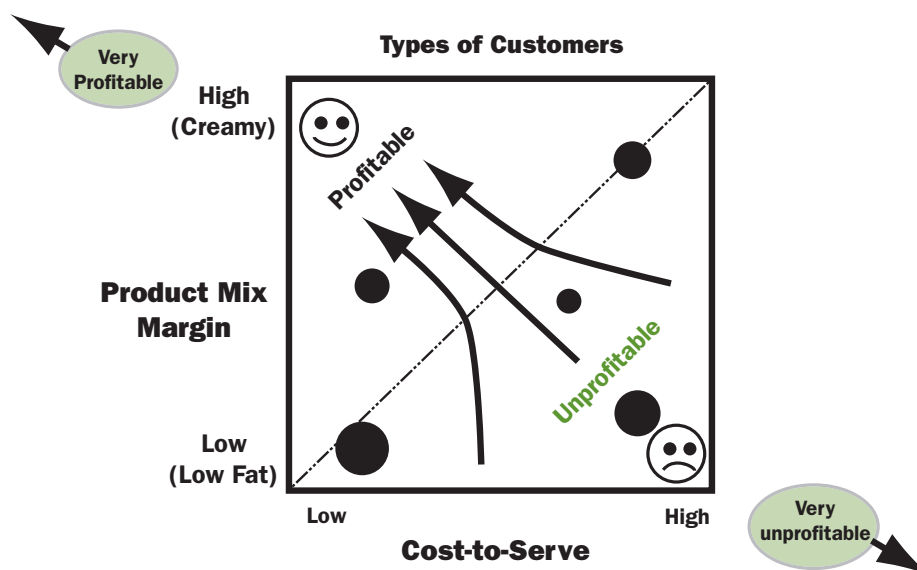 Types of Customers
Very
Profitable
High
(Creamy)
Profitable
Product Mix
Margin
Unprofitable
Low
(Low Fat)
Low
High
Cost-to-Serve
Very
unprofitable